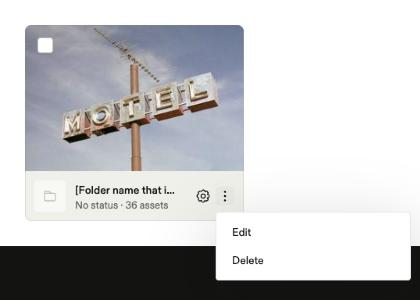 MOTEL
[Folder name that i...
No status · 36 assets
Edit
Delete